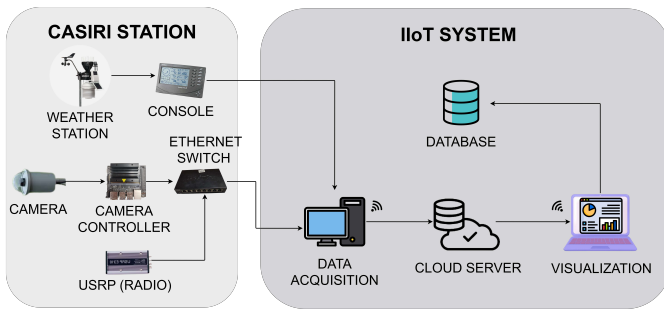 CASIRI STATION
IIoT SYSTEM
WEATHER
STATION
CONSOLE
ETHERNET
SWITCH
DATABASE
CAMERA
CAMERA
CONTROLLER
USRP (RADIO)
DATA
ACQUISITION
CLOUD SERVER
VISUALIZATION